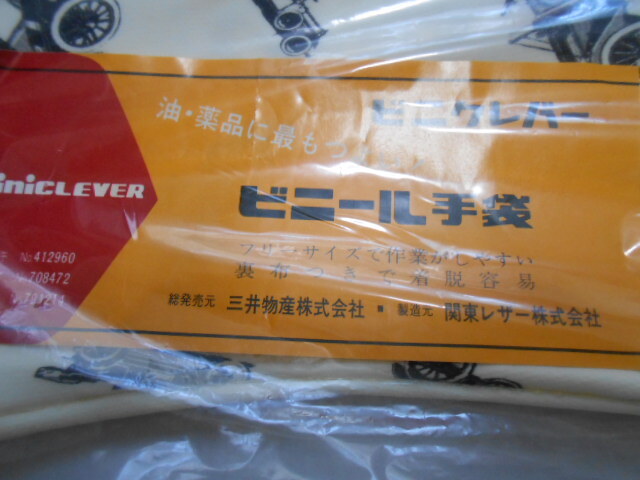 ビニクレバー
油・薬品に最も
iniCLEVER
ビニール手袋
No.412960
708472
フリーサイズで作業がしやすい
裏布つきで着脱容易
総発売元 三井物産株式会社 ■ 製造元 関東レザー株式会社